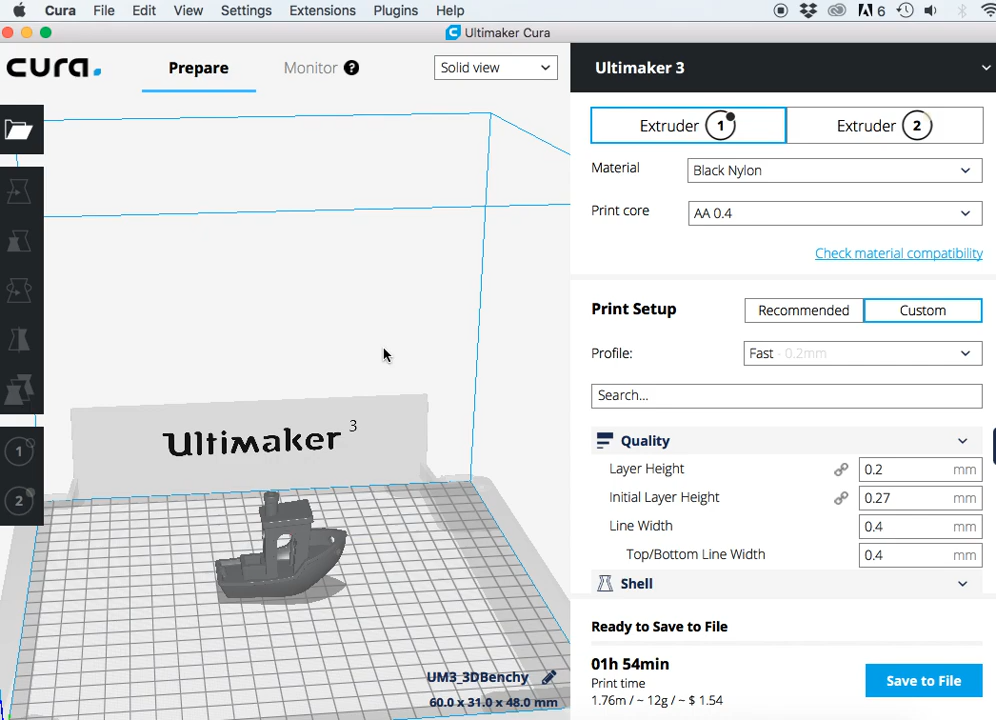 Cura File Edit View Settings Extensions Plugins Help 6
Ultimaker Cura
cura. Prepare Monitor ? Solid view
Ultimaker 3
Extruder 1 Extruder 2
Material Black Nylon
Print core AA 0.4
Check material compatibility
Print Setup Recommended Custom
Profile: Fast - 0.2mm
Search...
Quality
Layer Height 0.2 mm
Initial Layer Height 0.27 mm
Line Width 0.4 mm
Top/Bottom Line Width 0.4 mm
Shell
Ready to Save to File
01h 54min
Print time
1.76m / ~ 12g / ~ $ 1.54
Save to File
1
2
Ultimaker 3
UM3_3DBenchy
60.0 x 31.0 x 48.0 mm